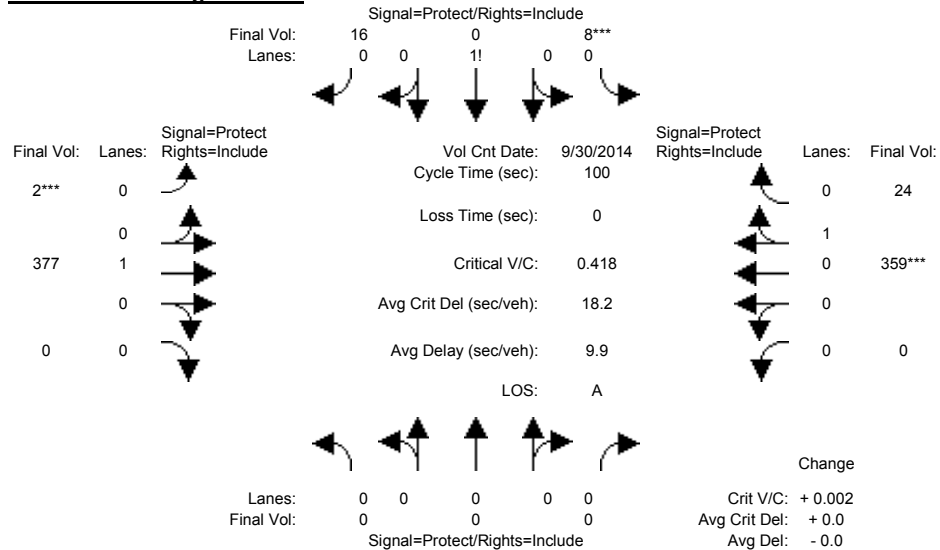 Signal=Protect/Rights=Include
Final Vol: 16 0 8***
Lanes: 0 0 1! 0 0
Signal=Protect Signal=Protect
Final Vol: Lanes: Rights=Include Vol Cnt Date: 9/30/2014 Rights=Include Lanes: Final Vol:
Cycle Time (sec): 100
2*** 0 0 24
Loss Time (sec): 0
0 1
377 1 Critical V/C: 0.418 0 359***
0 Avg Crit Del (sec/veh): 18.2 0
0 0 Avg Delay (sec/veh): 9.9 0 0
LOS: A
Change
Lanes: 0 0 0 0 0 Crit V/C: + 0.002
Final Vol: 0 0 0 Avg Crit Del: + 0.0
Signal=Protect/Rights=Include Avg Del: - 0.0